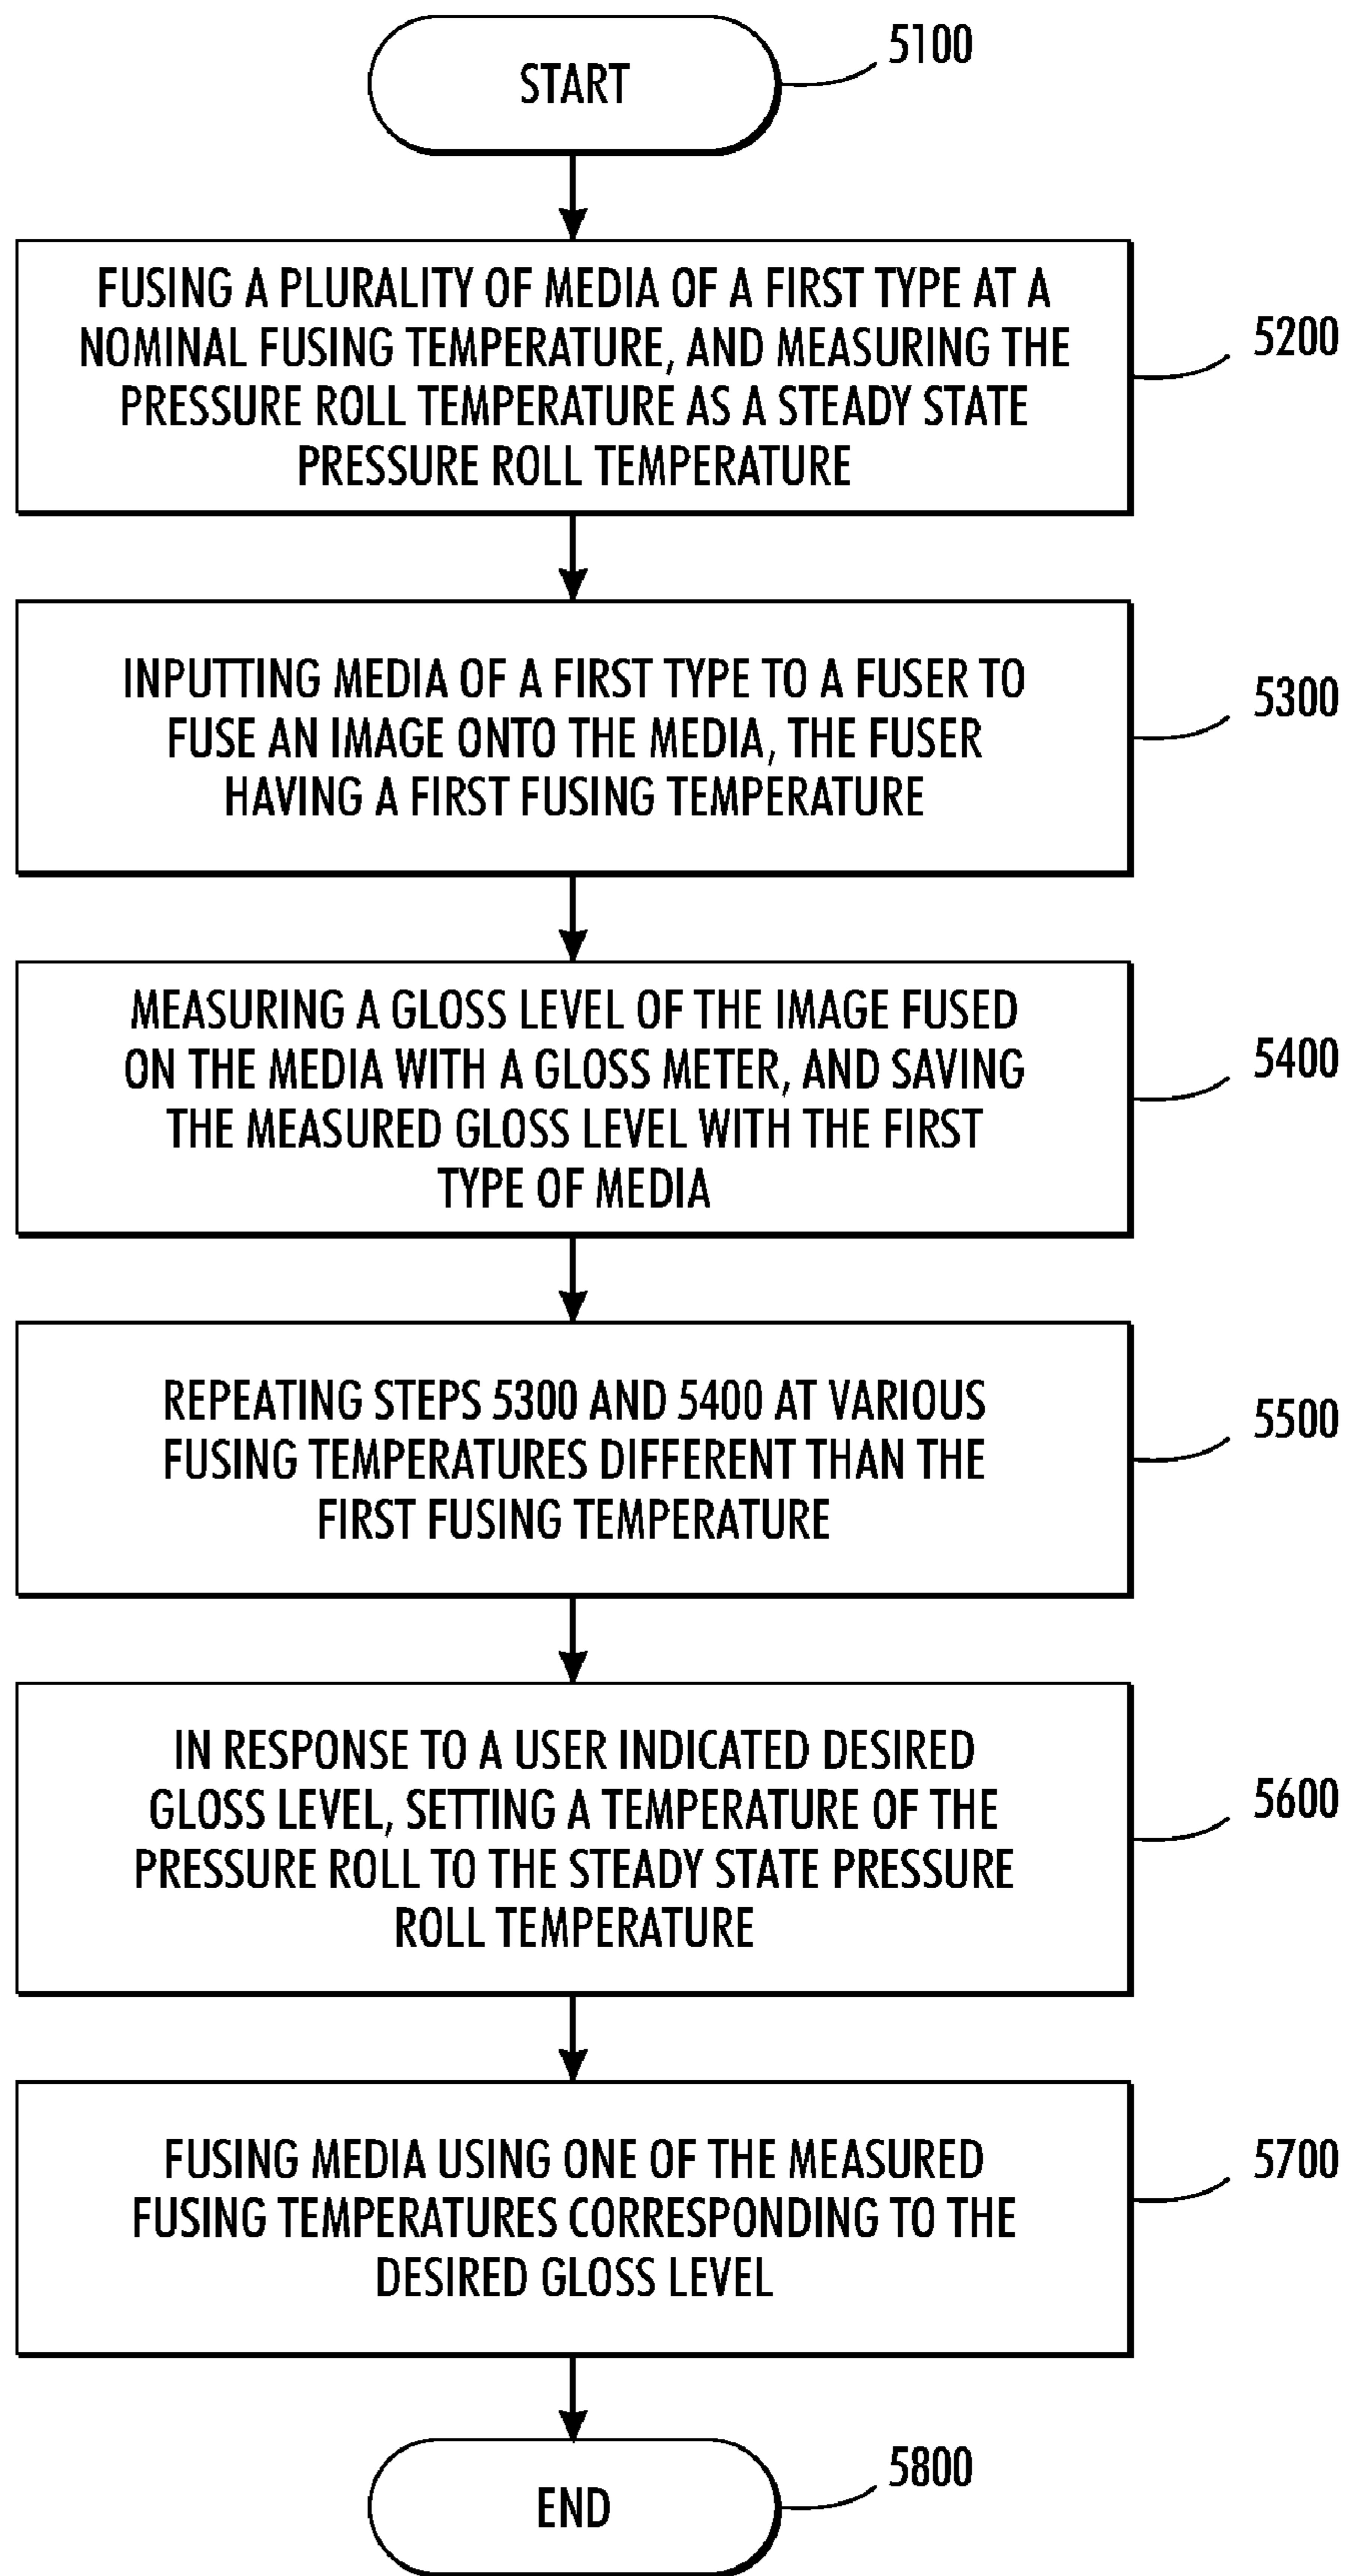 START
5100
FUSING A PLURALITY OF MEDIA OF A FIRST TYPE AT A
NOMINAL FUSING TEMPERATURE, AND MEASURING THE
PRESSURE ROLL TEMPERATURE AS A STEADY STATE
PRESSURE ROLL TEMPERATURE
5200
INPUTTING MEDIA OF A FIRST TYPE TO A FUSER TO
FUSE AN IMAGE ONTO THE MEDIA, THE FUSER
HAVING A FIRST FUSING TEMPERATURE
5300
MEASURING A GLOSS LEVEL OF THE IMAGE FUSED
ON THE MEDIA WITH A GLOSS METER, AND SAVING
THE MEASURED GLOSS LEVEL WITH THE FIRST
TYPE OF MEDIA
5400
REPEATING STEPS 5300 AND 5400 AT VARIOUS
FUSING TEMPERATURES DIFFERENT THAN THE
FIRST FUSING TEMPERATURE
5500
IN RESPONSE TO A USER INDICATED DESIRED
GLOSS LEVEL, SETTING A TEMPERATURE OF THE
PRESSURE ROLL TO THE STEADY STATE PRESSURE
ROLL TEMPERATURE
5600
FUSING MEDIA USING ONE OF THE MEASURED
FUSING TEMPERATURES CORRESPONDING TO THE
DESIRED GLOSS LEVEL
5700
END
5800